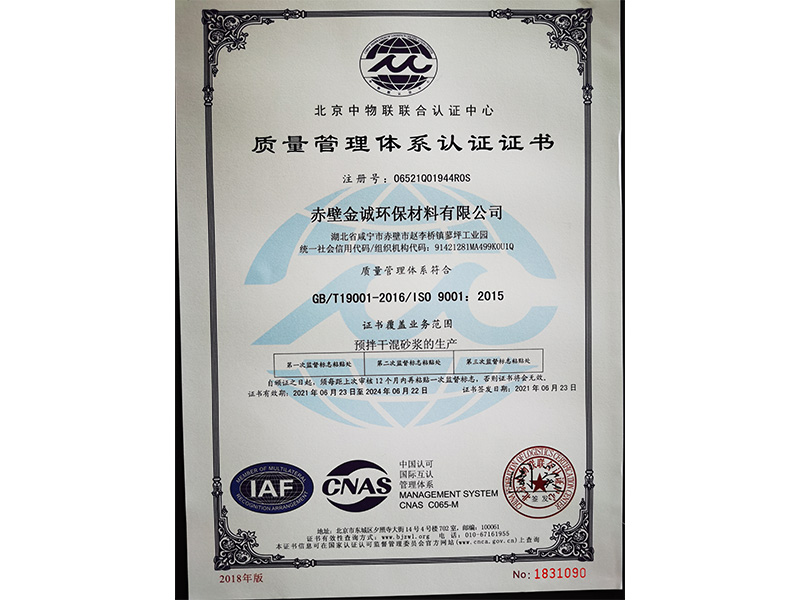 北京中物联联合认证中心
质量管理体系认证证书
注册号：06521Q01944R0S
赤壁金诚环保材料有限公司
湖北省咸宁市赤壁市赵李桥镇蓼坪工业园
统一社会信用代码/组织机构代码：91421281MA499K0U1Q
质量管理体系符合
GB/T19001-2016/ISO 9001：2015
证书覆盖业务范围
预拌干混砂浆的生产
第一次监督标志粘贴处 第二次监督标志粘贴处 第三次监督标志粘贴处
自颁证之日起，须每距上次审核12个月内再粘贴一次监督标志，否则证书将会无效。
证书有效期：2021年06月23日至2024年06月22日 证书签发日期：2021年06月23日
MEMBER OF MULTILATERAL
IAF
RECOGNITION ARRANGEMENT
CNAS
中国认可
国际互认
管理体系
MANAGEMENT SYSTEM
CNAS C065-M
签发
地址：北京市东城区夕照寺大街14号4号楼702室，邮编：100061
证书有效性查询方式：www.bjzwl.org 电话：010-67161955
本证书信息可在国家认证认可监督管理委员会官方网站(www.cnca.gov.cn)上查询
2018年版
No: 1831090